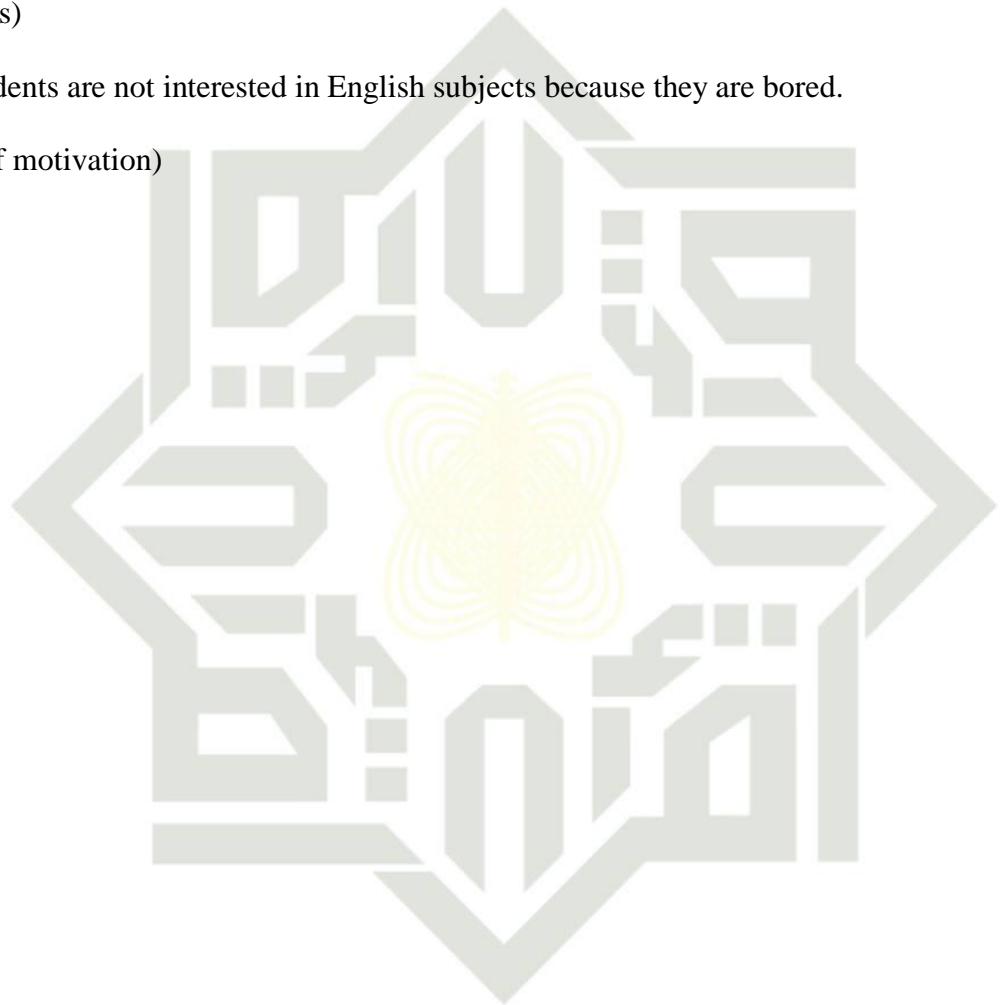 s)
dents are not interested in English subjects because they are bored.
f motivation)